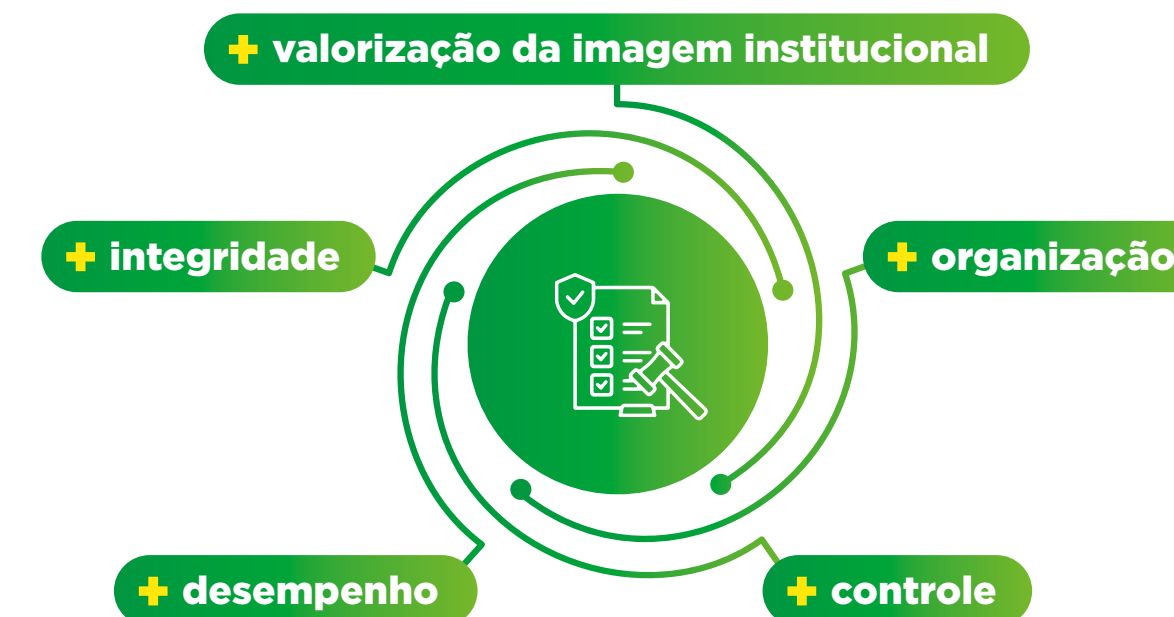 + valorização da imagem institucional
+ integridade
+ organização
+ desempenho
+ controle